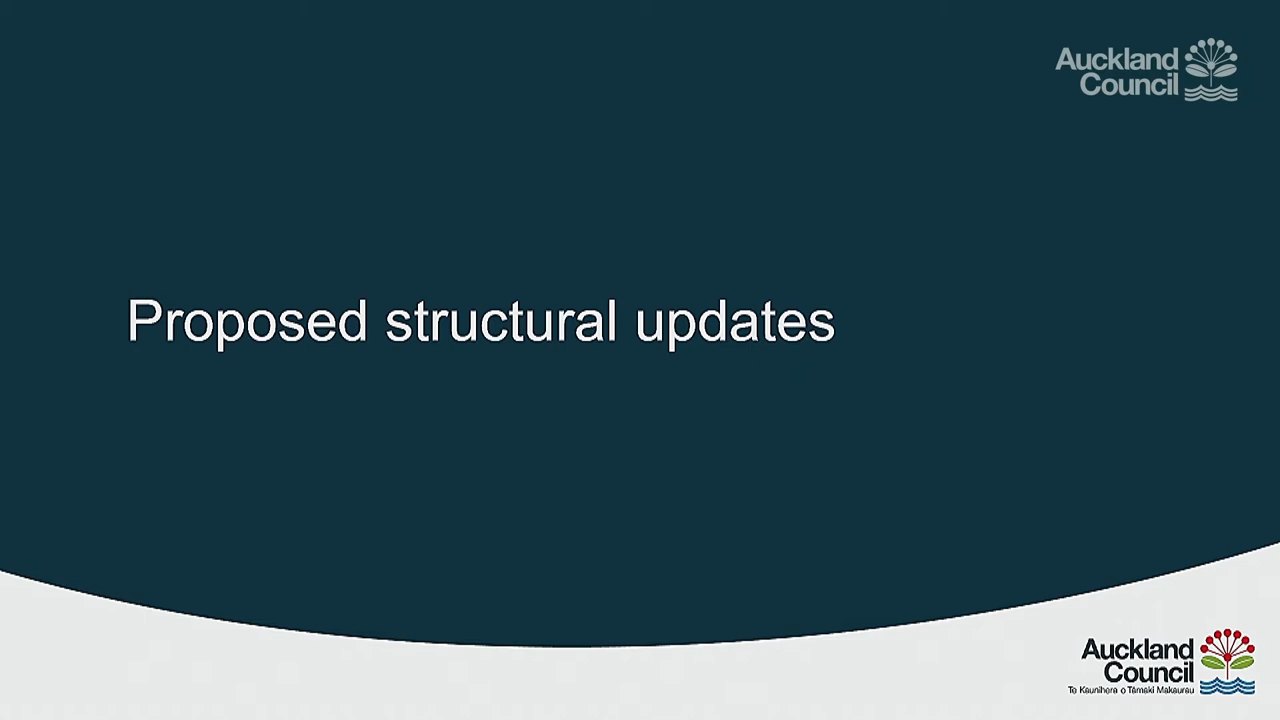 Auckland
Council
Proposed structural updates
Auckland
Council
Te Kaunihera o Tāmaki Makaurau